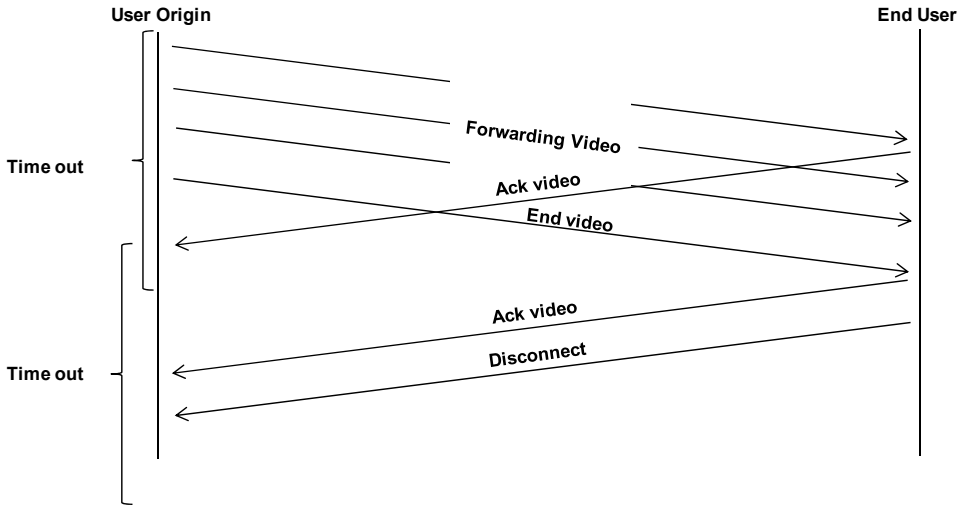 User Origin
End User
Forwarding Video
Time out
Ack video
End video
Ack video
Disconnect
Time out